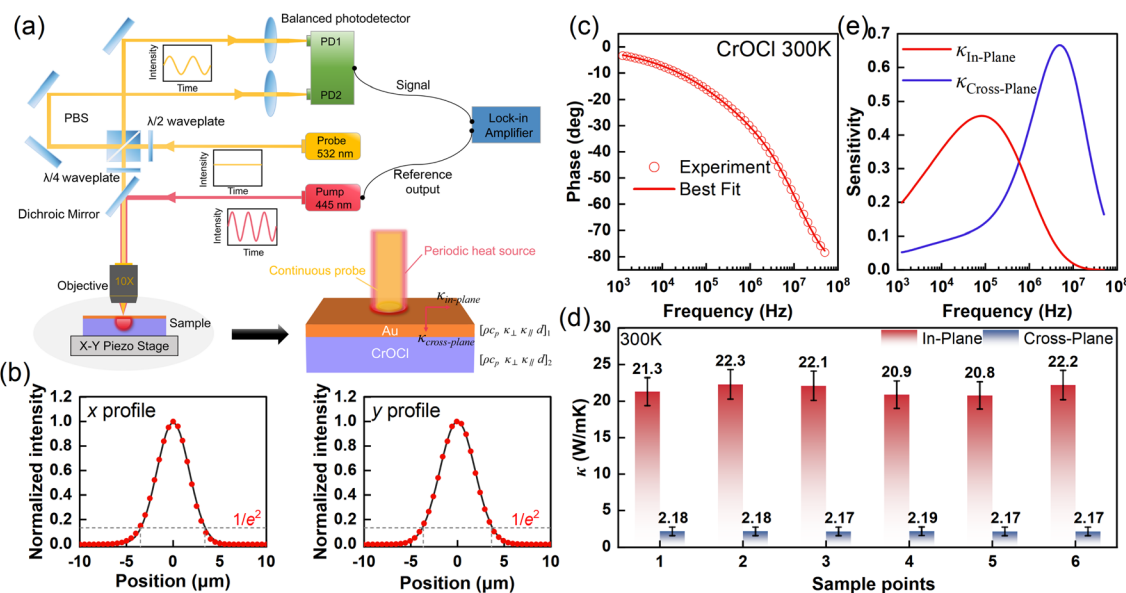 (a)
Balanced photodetector
PD1
PD2
Intensity
Time
Signal
Lock-in
Amplifier
PBS
λ/2 waveplate
Probe
532 nm
λ/4 waveplate
Intensity
Time
Reference
output
Pump
445 nm
Dichroic Mirror
Intensity
Time
Objective
10X
Sample
X-Y Piezo Stage
Periodic heat source
Continuous probe
κin-plane
Au
κcross-plane
CrOCl
[ρcp κ⊥ κ∥ d]1
[ρcp κ⊥ κ∥ d]2
(b)
x profile
Normalized intensity
1.0
0.8
0.6
0.4
0.2
0.0
1/e²
-10 -5 0 5 10
Position (μm)
y profile
Normalized intensity
1.0
0.8
0.6
0.4
0.2
0.0
1/e²
-10 -5 0 5 10
Position (μm)
(c)
CrOCl 300K
Phase (deg)
0
-10
-20
-30
-40
-50
-60
-70
-80
Experiment
Best Fit
10³ 10⁴ 10⁵ 10⁶ 10⁷ 10⁸
Frequency (Hz)
(e)
κIn-Plane
κCross-Plane
Sensitivity
0.7
0.6
0.5
0.4
0.3
0.2
0.1
0.0
10⁴ 10⁵ 10⁶ 10⁷ 10⁸
Frequency (Hz)
(d)
300K
In-Plane
Cross-Plane
κ (W/mK)
30
25
20
15
10
5
0
21.3 22.3 22.1 20.9 20.8 22.2
2.18 2.18 2.17 2.19 2.17 2.17
1 2 3 4 5 6
Sample points